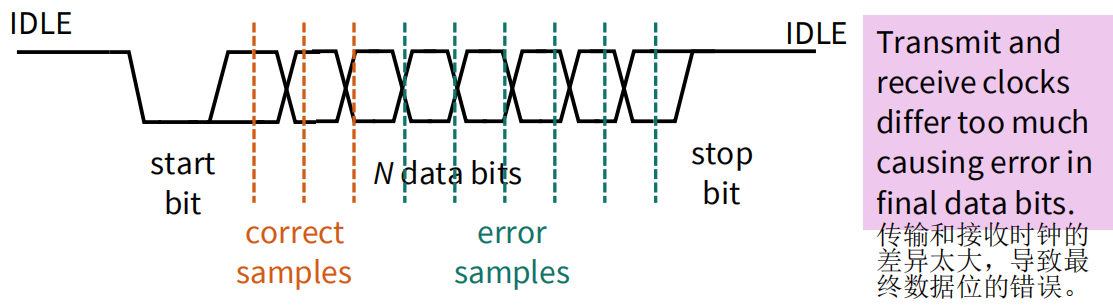 IDLE
IDLE
start
bit
N data bits
stop
bit
correct
samples
error
samples
Transmit and
receive clocks
differ too much
causing error in
final data bits.
传输和接收时钟的
差异太大，导致最
终数据位的错误。